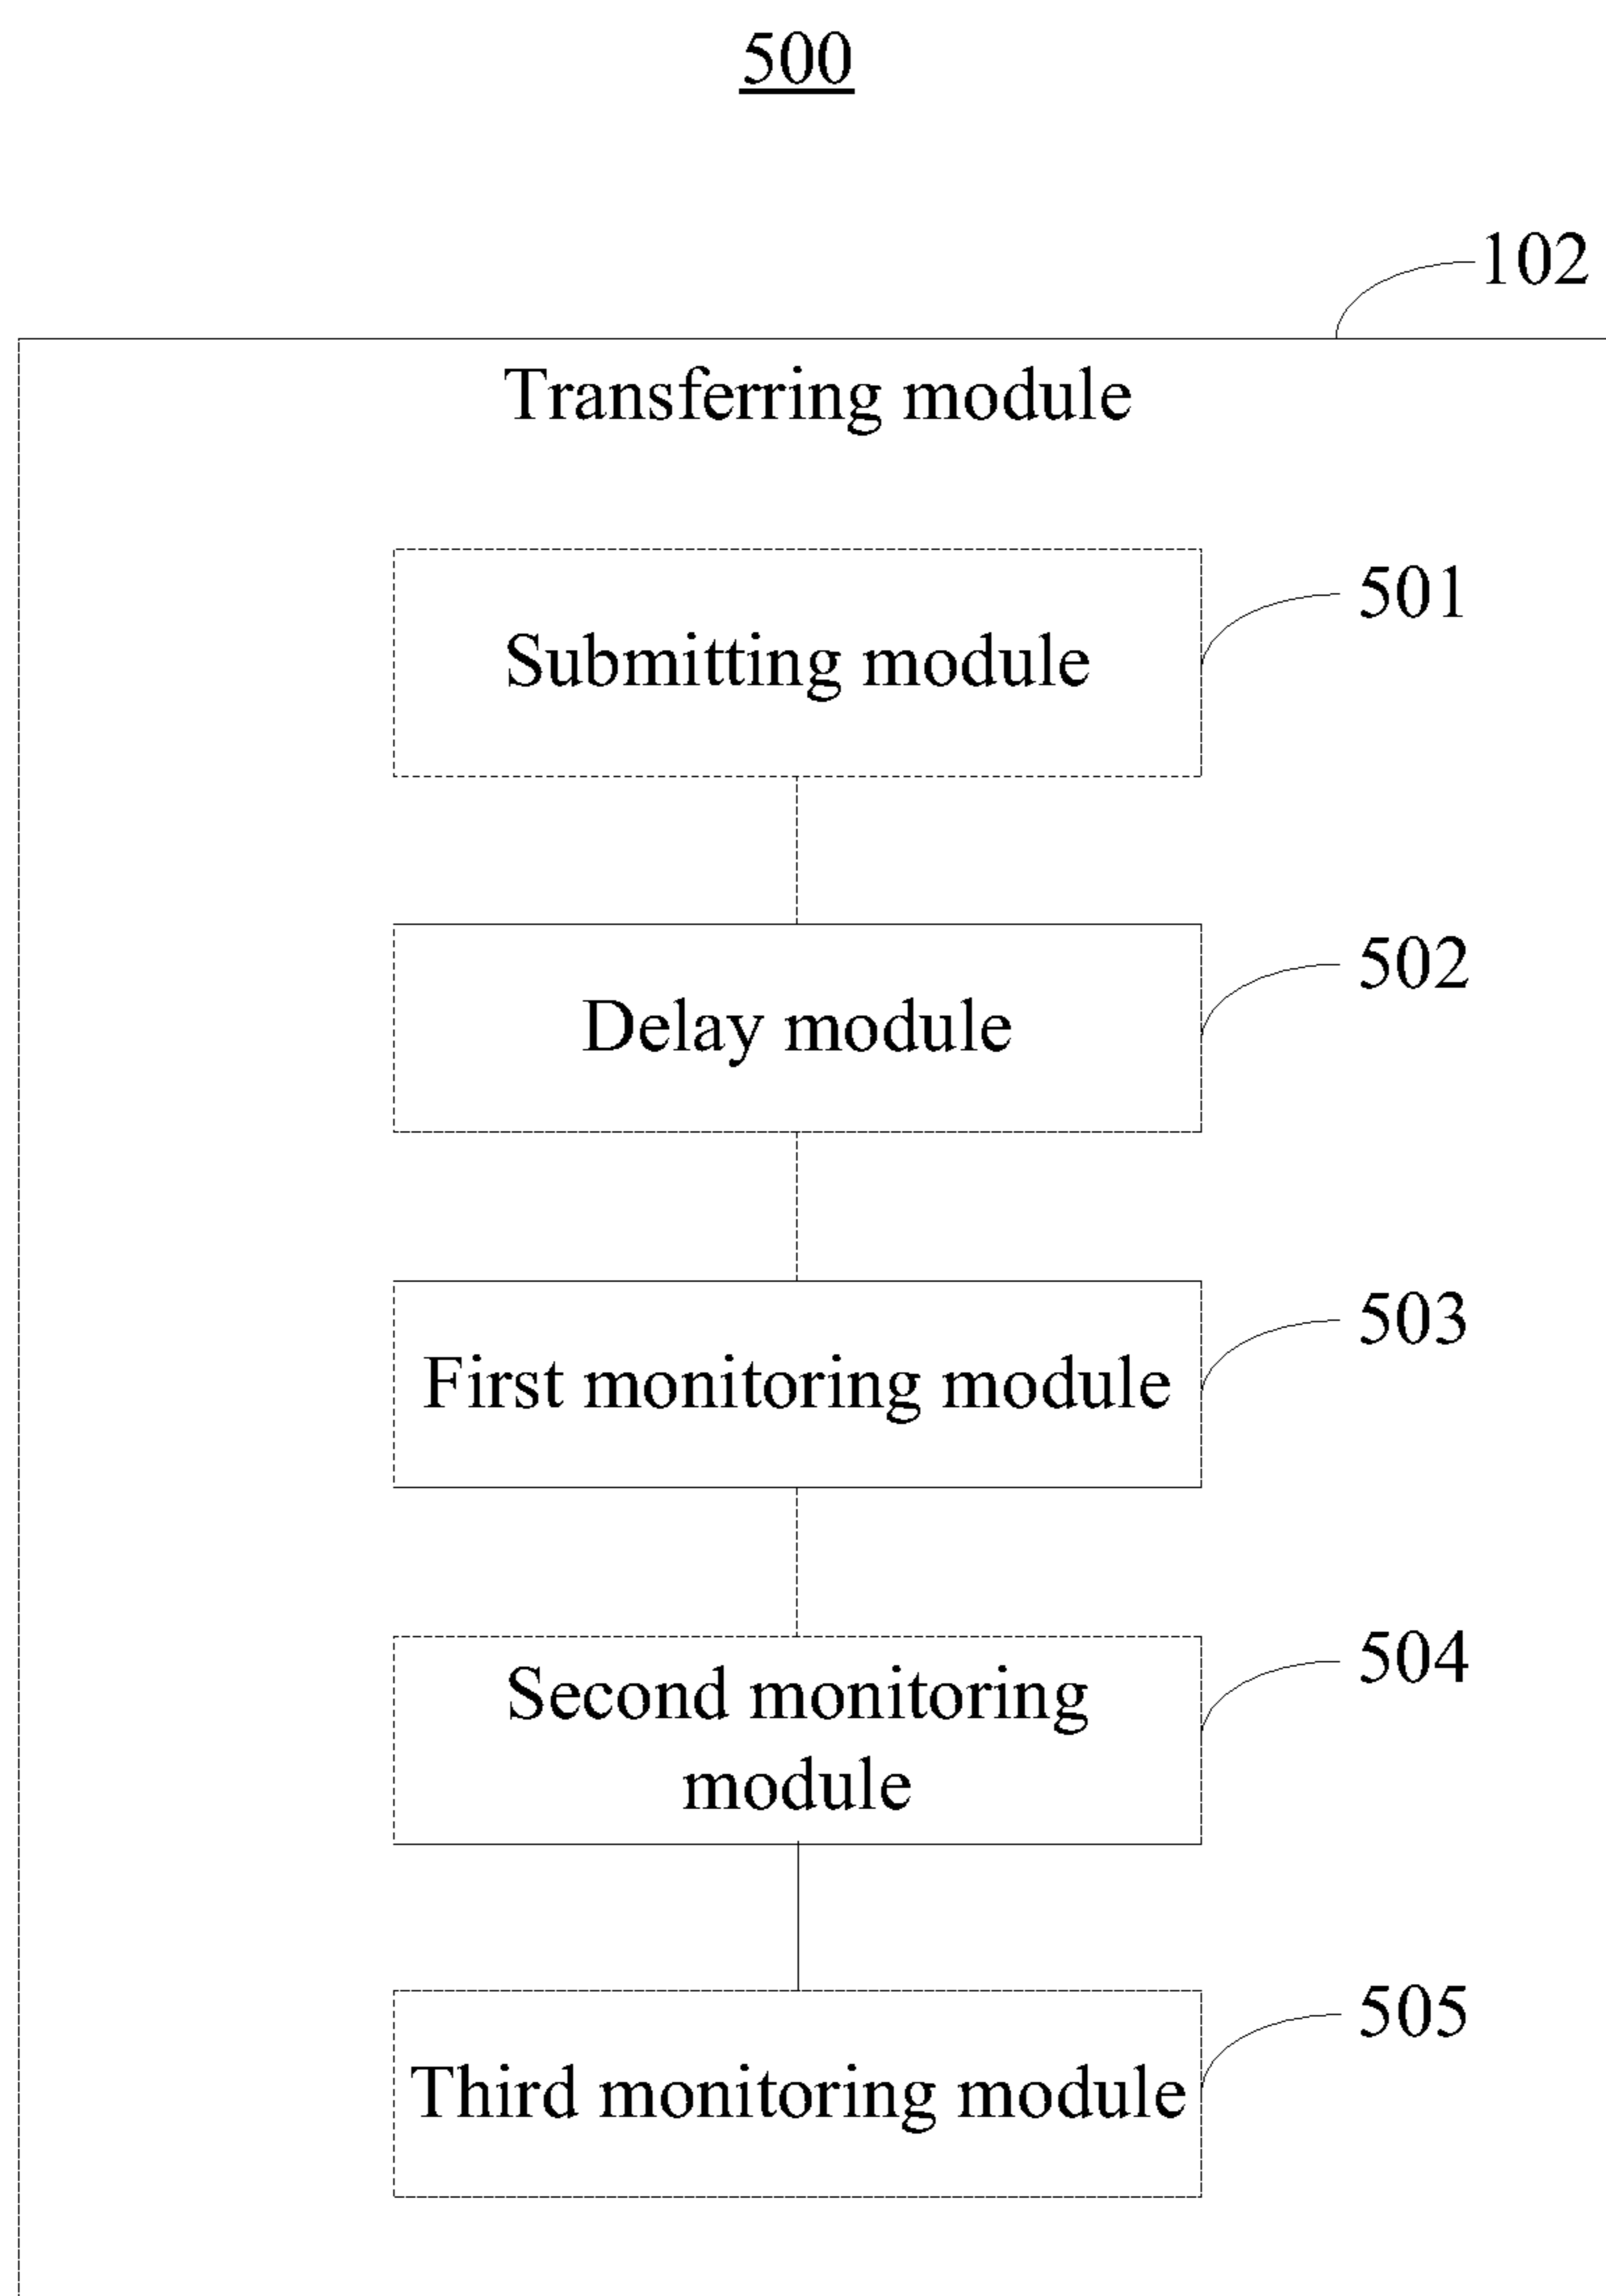 500
102
Transferring module
501
Submitting module
502
Delay module
503
First monitoring module
504
Second monitoring
module
505
Third monitoring module